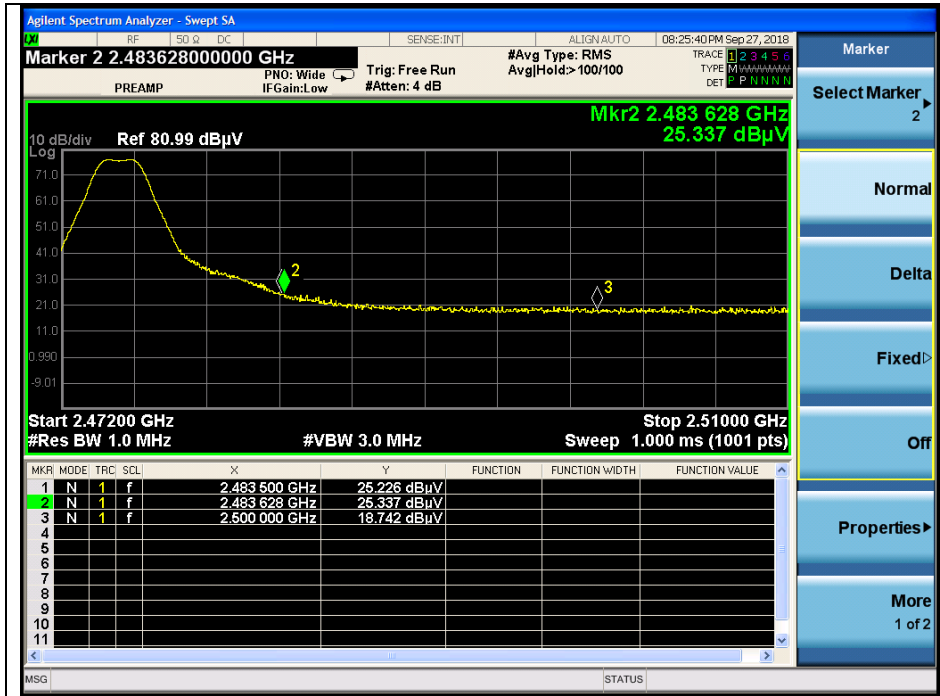 Agilent Spectrum Analyzer - Swept SA
LXI RF 50 Ω DC SENSE:INT ALIGN AUTO 08:25:40 PM Sep 27, 2018
Marker 2 2.483628000000 GHz
PREAMP
PNO: Wide
IFGain:Low
Trig: Free Run
#Atten: 4 dB
#Avg Type: RMS
Avg|Hold:>100/100
TRACE 1 2 3 4 5 6
TYPE M
DET P P N N N N
Mkr2 2.483 628 GHz
25.337 dBµV
10 dB/div Ref 80.99 dBµV
Log
71.0
61.0
51.0
41.0
31.0
21.0
11.0
0.990
-9.01
2
3
Start 2.47200 GHz Stop 2.51000 GHz
#Res BW 1.0 MHz #VBW 3.0 MHz Sweep 1.000 ms (1001 pts)
MKR MODE TRC SCL X Y FUNCTION FUNCTION WIDTH FUNCTION VALUE
1 N 1 f 2.483 500 GHz 25.226 dBµV
2 N 1 f 2.483 628 GHz 25.337 dBµV
3 N 1 f 2.500 000 GHz 18.742 dBµV
4
5
6
7
8
9
10
11
MSG STATUS
Marker
Select Marker
2
Normal
Delta
Fixed
Off
Properties
More
1 of 2